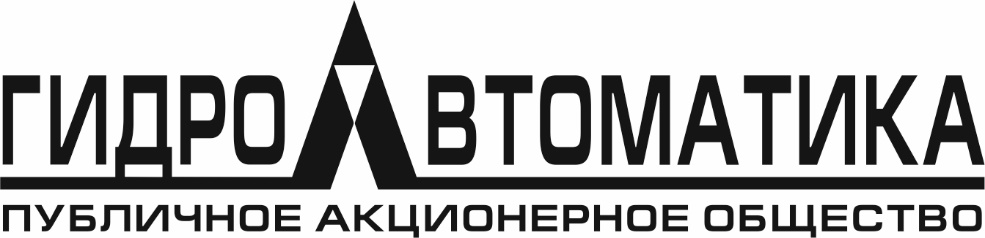 ГИДРОАВТОМАТИКА
ПУБЛИЧНОЕ АКЦИОНЕРНОЕ ОБЩЕСТВО